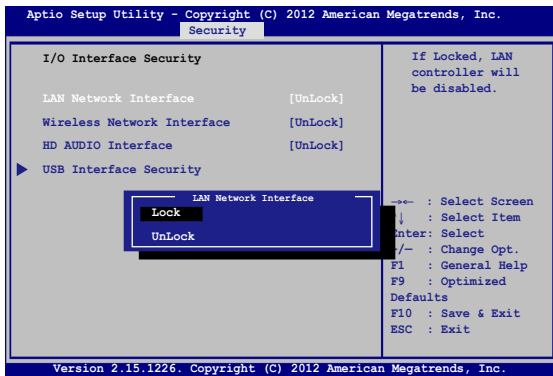 Aptio Setup Utility - Copyright (C) 2012 American Megatrends, Inc.
Security
I/O Interface Security
LAN Network Interface [UnLock]
Wireless Network Interface [UnLock]
HD AUDIO Interface [UnLock]
USB Interface Security
If Locked, LAN
controller will
be disabled.
LAN Network Interface
Lock
UnLock
→← : Select Screen
↓ : Select Item
Enter: Select
/— : Change Opt.
F1 : General Help
F9 : Optimized
Defaults
F10 : Save & Exit
ESC : Exit
Version 2.15.1226. Copyright (C) 2012 American Megatrends, Inc.